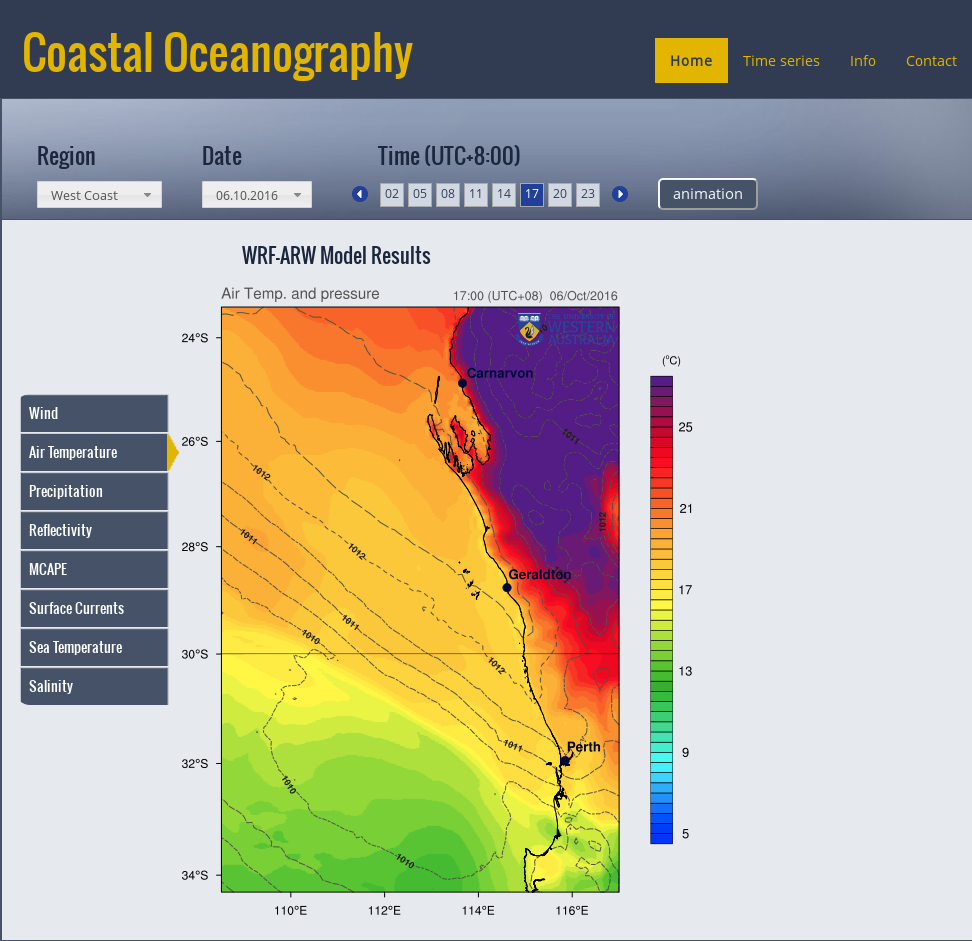 Coastal Oceanography
Home Time series Info Contact
Region Date Time (UTC+8:00)
West Coast 06.10.2016 02 05 08 11 14 17 20 23 animation
WRF-ARW Model Results
Air Temp. and pressure 17:00 (UTC+08) 06/Oct/2016
THE UNIVERSITY OF
WESTERN
AUSTRALIA
24°S
(°C)
Carnarvon
Wind
Air Temperature
Precipitation
Reflectivity
MCAPE
Surface Currents
Sea Temperature
Salinity
25
1011
26°S
1012
21
1012
1011
28°S
1012
Geraldton
17
1011
1010
30°S
1012
13
1011
Perth
9
32°S
1010
5
1010
34°S
110°E 112°E 114°E 116°E